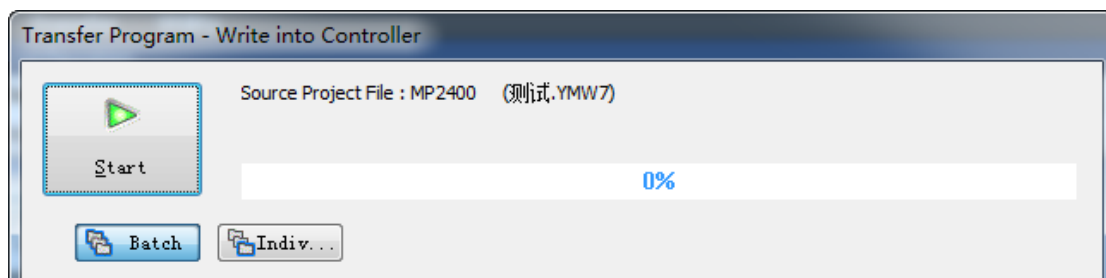 Transfer Program - Write into Controller
Source Project File : MP2400 (测试.YMW7)
Start
0%
Batch
Indiv...